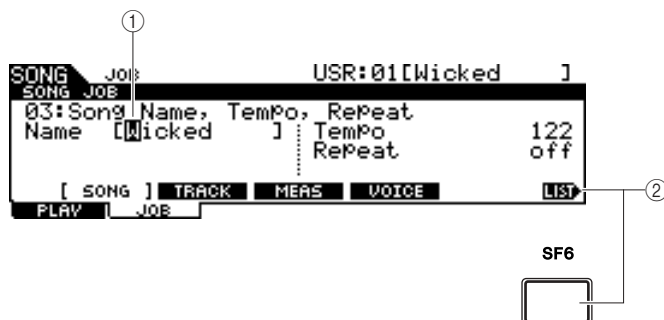 ①
SONG JOB USR:01[Wicked ]
SONG JOB
03:Song Name, Tempo, Repeat
Name [Wicked ] Tempo 122
Repeat off
[ SONG ] TRACK MEAS VOICE LIST
②
PLAY JOB
SF6